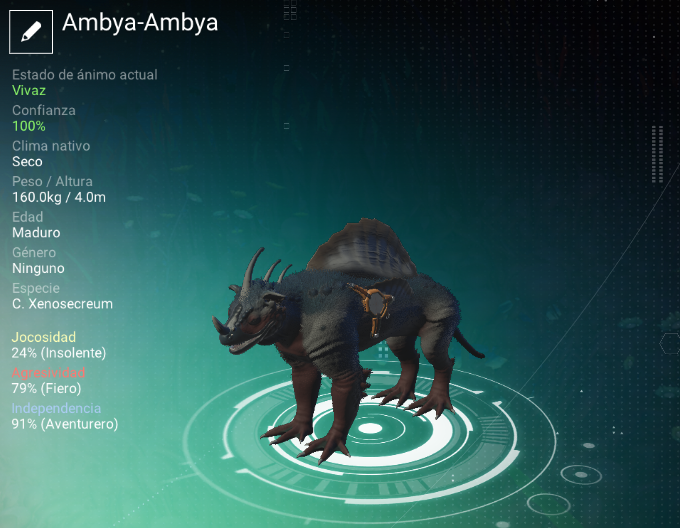 Ambya-Ambya
Estado de ánimo actual
Vivaz
Confianza
100%
Clima nativo
Seco
Peso / Altura
160.0kg / 4.0m
Edad
Maduro
Género
Ninguno
Especie
C. Xenosecreum
Jocosidad
24% (Insolente)
Agresividad
79% (Fiero)
Independencia
91% (Aventurero)